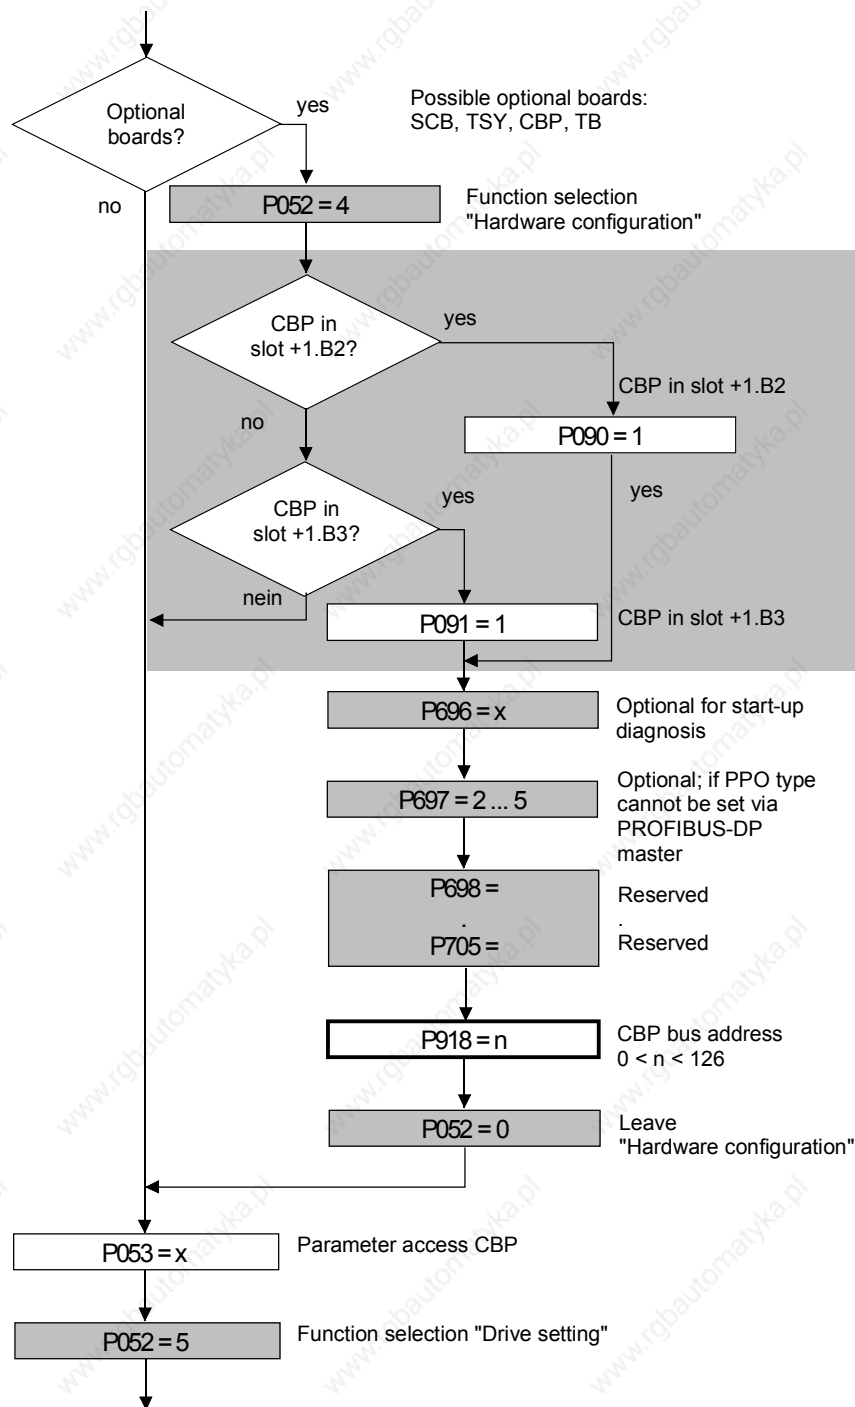 Optional
boards?
yes
Possible optional boards:
SCB, TSY, CBP, TB
no
P052 = 4
Function selection
"Hardware configuration"
CBP in
slot +1.B2?
yes
CBP in slot +1.B2
no
P090 = 1
CBP in
slot +1.B3?
yes
yes
nein
P091 = 1
CBP in slot +1.B3
P696 = x
Optional for start-up
diagnosis
P697 = 2 ... 5
Optional; if PPO type
cannot be set via
PROFIBUS-DP
master
P698 =
Reserved
.
.
P705 =
Reserved
P918 = n
CBP bus address
0 < n < 126
P052 = 0
Leave
"Hardware configuration"
P053 = x
Parameter access CBP
P052 = 5
Function selection "Drive setting"
www.rgbautomatyka.pl